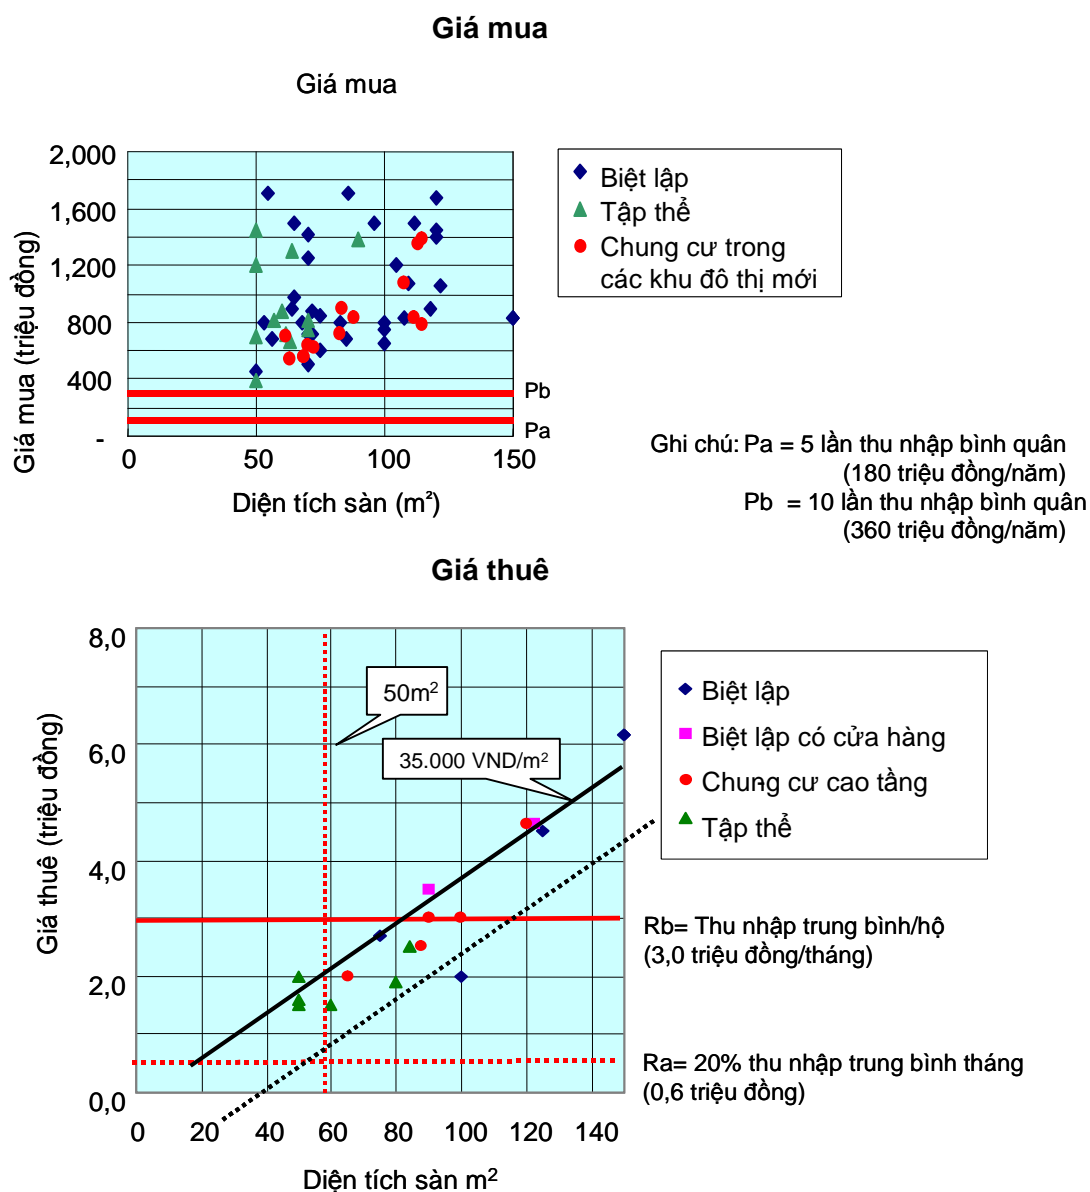 Giá mua
Giá mua
2,000
1,600
1,200
800
400
-
0
50
100
150
Giá mua (triệu đồng)
Diện tích sàn (m²)
Pb
Pa
Biệt lập
Tập thể
Chung cư trong
các khu đô thị mới
Ghi chú: Pa = 5 lần thu nhập bình quân
(180 triệu đồng/năm)
Pb = 10 lần thu nhập bình quân
(360 triệu đồng/năm)
Giá thuê
8,0
6,0
4,0
2,0
0,0
0
20
40
60
80
100
120
140
Giá thuê (triệu đồng)
Diện tích sàn m²
50m²
35.000 VND/m²
Biệt lập
Biệt lập có cửa hàng
Chung cư cao tầng
Tập thể
Rb= Thu nhập trung bình/hộ
(3,0 triệu đồng/tháng)
Ra= 20% thu nhập trung bình tháng
(0,6 triệu đồng)